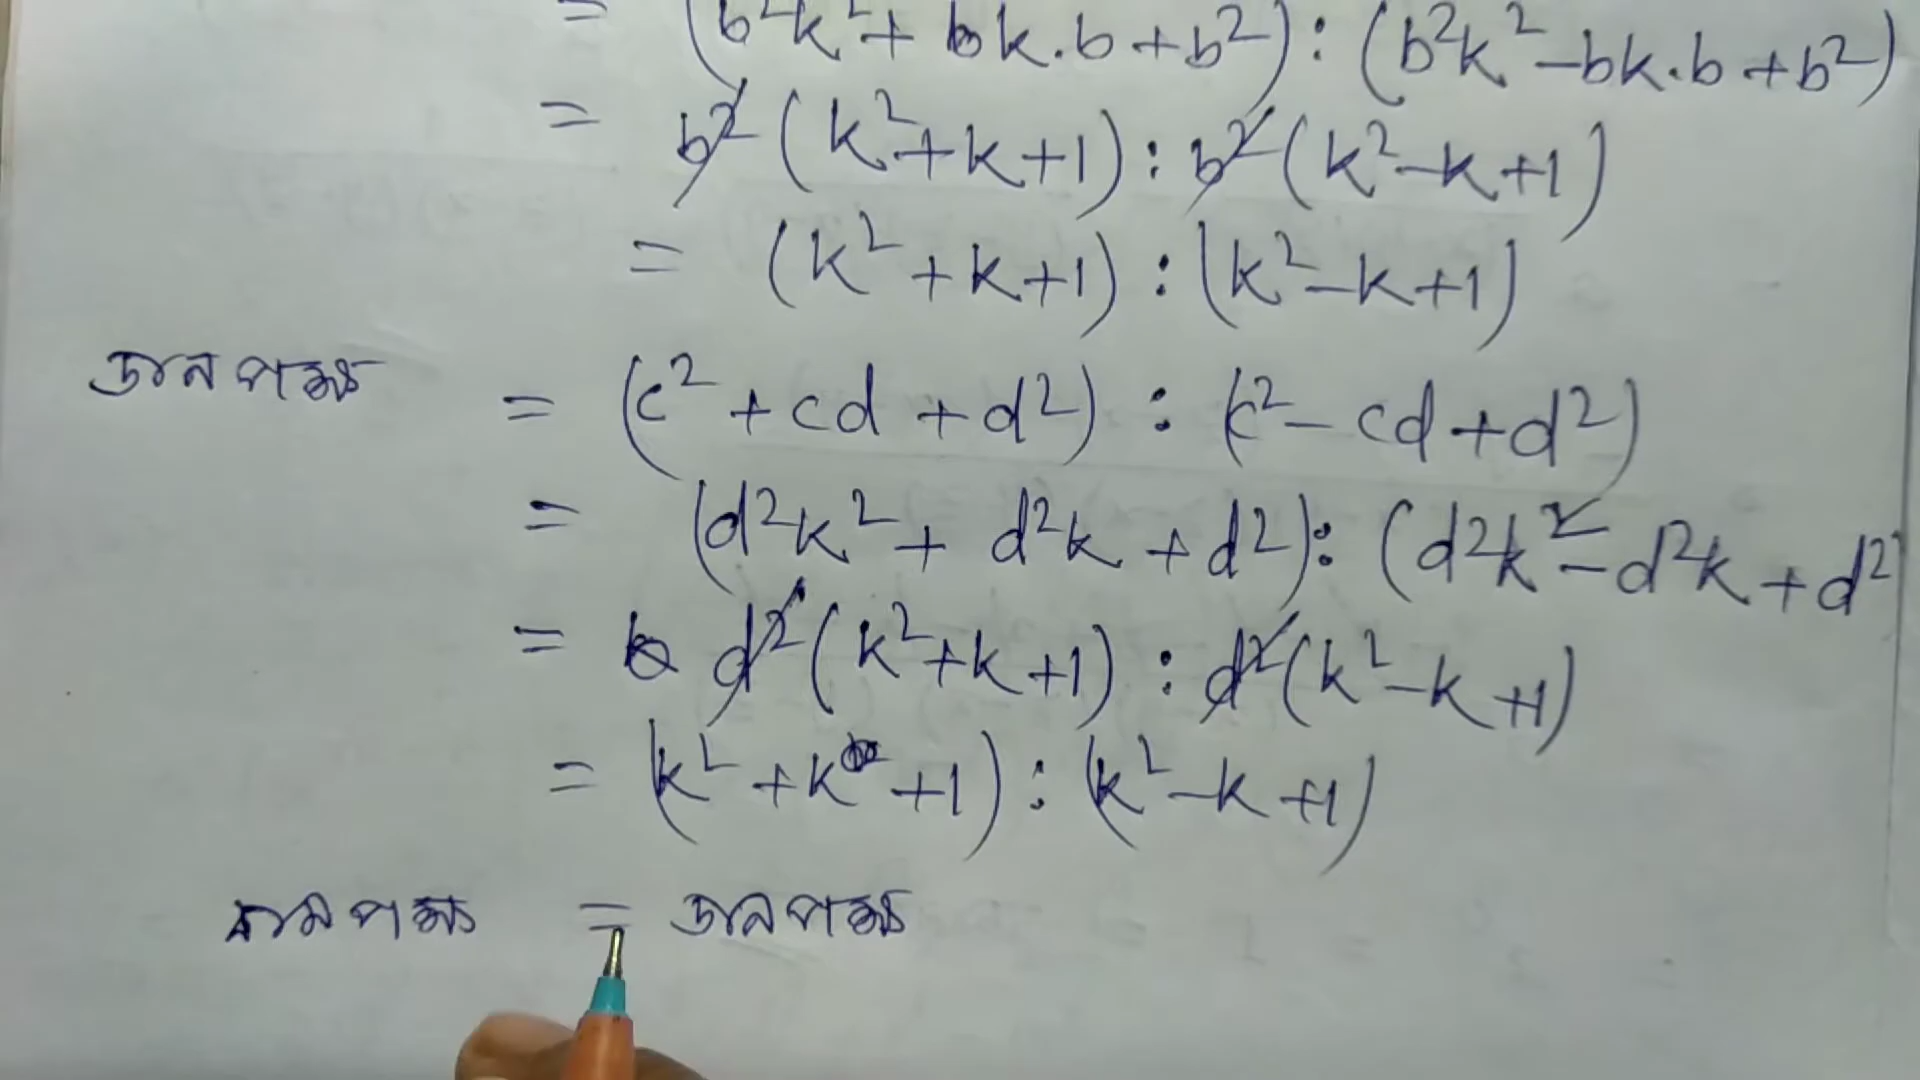 = (b²k² + bk.b + b²) : (b²k² - bk.b + b²)
= b² (k² + k + 1) : b² (k² - k + 1)
= (k² + k + 1) : (k² - k + 1)
ডানপক্ষ = (c² + cd + d²) : (c² - cd + d²)
= (d²k² + d²k + d²) : (d²k² - d²k + d²
= d² (k² + k + 1) : d² (k² - k + 1)
= (k² + k + 1) : (k² - k + 1)
বামপক্ষ = ডানপক্ষ